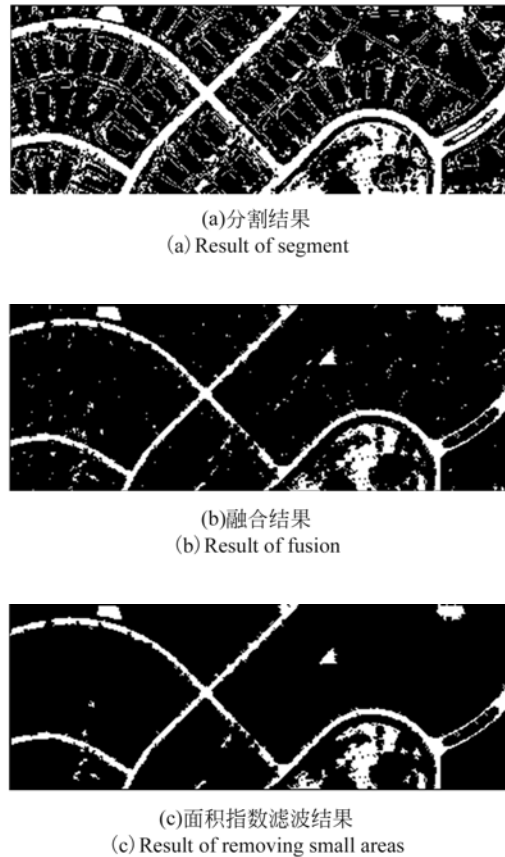 (a)分割结果
(a) Result of segment
(b)融合结果
(b) Result of fusion
(c)面积指数滤波结果
(c) Result of removing small areas